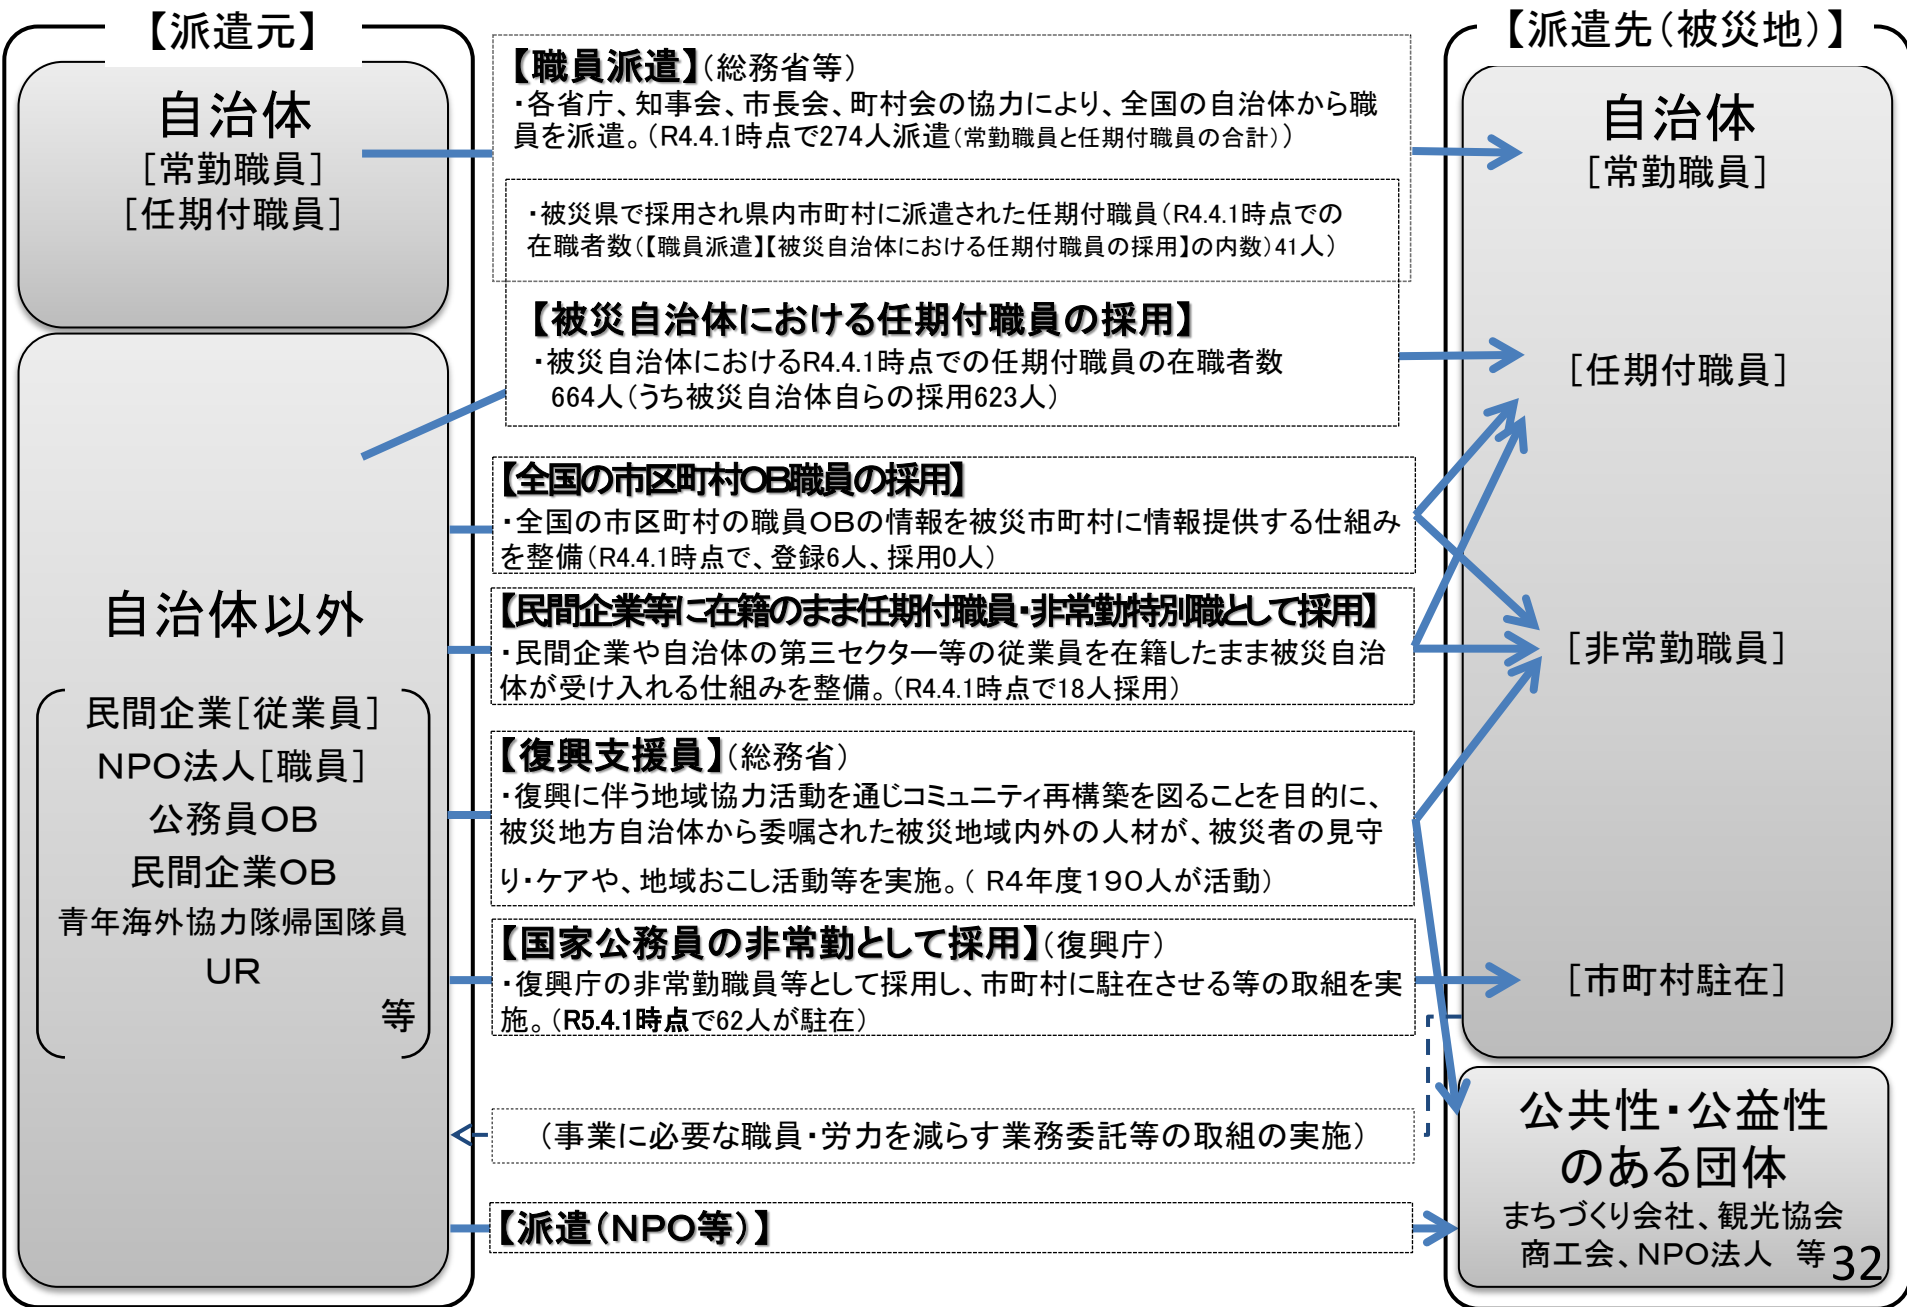 【派遣元】
自治体
［常勤職員］
［任期付職員］
自治体以外
民間企業［従業員］
ＮＰＯ法人［職員］
公務員ＯＢ
民間企業ＯＢ
青年海外協力隊帰国隊員
ＵＲ
等
【職員派遣】（総務省等）
・各省庁、知事会、市長会、町村会の協力により、全国の自治体から職
員を派遣。（R4.4.1時点で274人派遣（常勤職員と任期付職員の合計））
・被災県で採用され県内市町村に派遣された任期付職員（R4.4.1時点での
在職者数（【職員派遣】【被災自治体における任期付職員の採用】の内数）41人）
【被災自治体における任期付職員の採用】
・被災自治体におけるR4.4.1時点での任期付職員の在職者数
664人（うち被災自治体自らの採用623人）
【全国の市区町村ＯＢ職員の採用】
・全国の市区町村の職員ＯＢの情報を被災市町村に情報提供する仕組み
を整備（R4.4.1時点で、登録6人、採用0人）
【民間企業等に在籍のまま任期付職員・非常勤特別職として採用】
・民間企業や自治体の第三セクター等の従業員を在籍したまま被災自治
体が受け入れる仕組みを整備。（R4.4.1時点で18人採用）
【復興支援員】（総務省）
・復興に伴う地域協力活動を通じコミュニティ再構築を図ることを目的に、
被災地方自治体から委嘱された被災地域内外の人材が、被災者の見守
り・ケアや、地域おこし活動等を実施。（ R４年度１９０人が活動）
【国家公務員の非常勤として採用】（復興庁）
・復興庁の非常勤職員等として採用し、市町村に駐在させる等の取組を実
施。（R5.4.1時点で62人が駐在）
（事業に必要な職員・労力を減らす業務委託等の取組の実施）
【派遣（ＮＰＯ等）】
【派遣先（被災地）】
自治体
［常勤職員］
［任期付職員］
［非常勤職員］
［市町村駐在］
公共性・公益性
のある団体
まちづくり会社、観光協会
商工会、ＮＰＯ法人　等
32